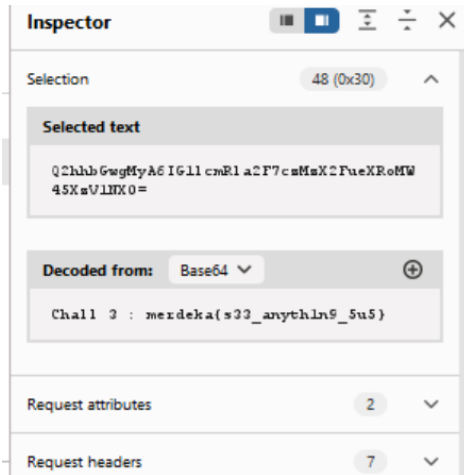 Inspector
Selection 48 (0x30)
Selected text
Q2hhbGwgMyA6IG1lcmRla2F7czMzX2FueXRoMW
45XzV1NX0=
Decoded from: Base64
Chall 3 : merdeka{s33_anyth1n9_5u5}
Request attributes 2
Request headers 7